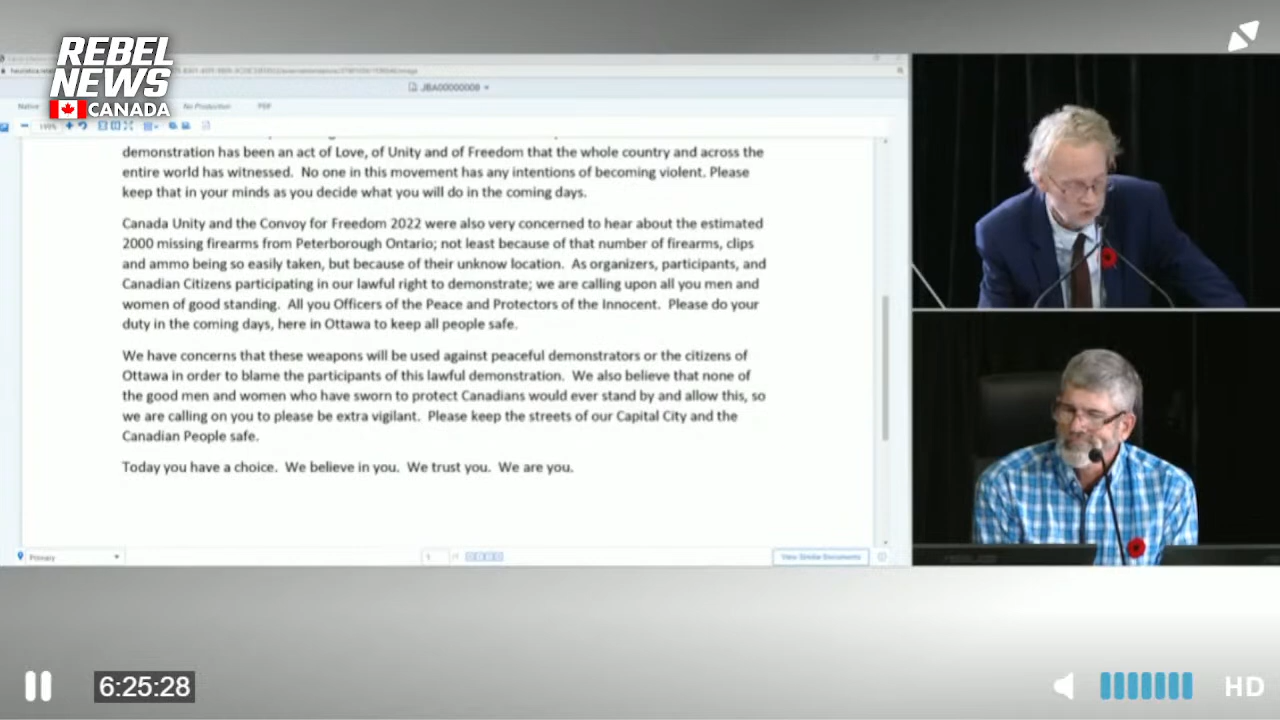 REBEL
NEWS
CANADA
JBA00000008
Native
No Production
PDF
demonstration has been an act of Love, of Unity and of Freedom that the whole country and across the
entire world has witnessed. No one in this movement has any intentions of becoming violent. Please
keep that in your minds as you decide what you will do in the coming days.
Canada Unity and the Convoy for Freedom 2022 were also very concerned to hear about the estimated
2000 missing firearms from Peterborough Ontario; not least because of that number of firearms, clips
and ammo being so easily taken, but because of their unknow location. As organizers, participants, and
Canadian Citizens participating in our lawful right to demonstrate; we are calling upon all you men and
women of good standing. All you Officers of the Peace and Protectors of the Innocent. Please do your
duty in the coming days, here in Ottawa to keep all people safe.
We have concerns that these weapons will be used against peaceful demonstrators or the citizens of
Ottawa in order to blame the participants of this lawful demonstration. We also believe that none of
the good men and women who have sworn to protect Canadians would ever stand by and allow this, so
we are calling on you to please be extra vigilant. Please keep the streets of our Capital City and the
Canadian People safe.
Today you have a choice. We believe in you. We trust you. We are you.
Primary
View Similar Documents
6:25:28
HD